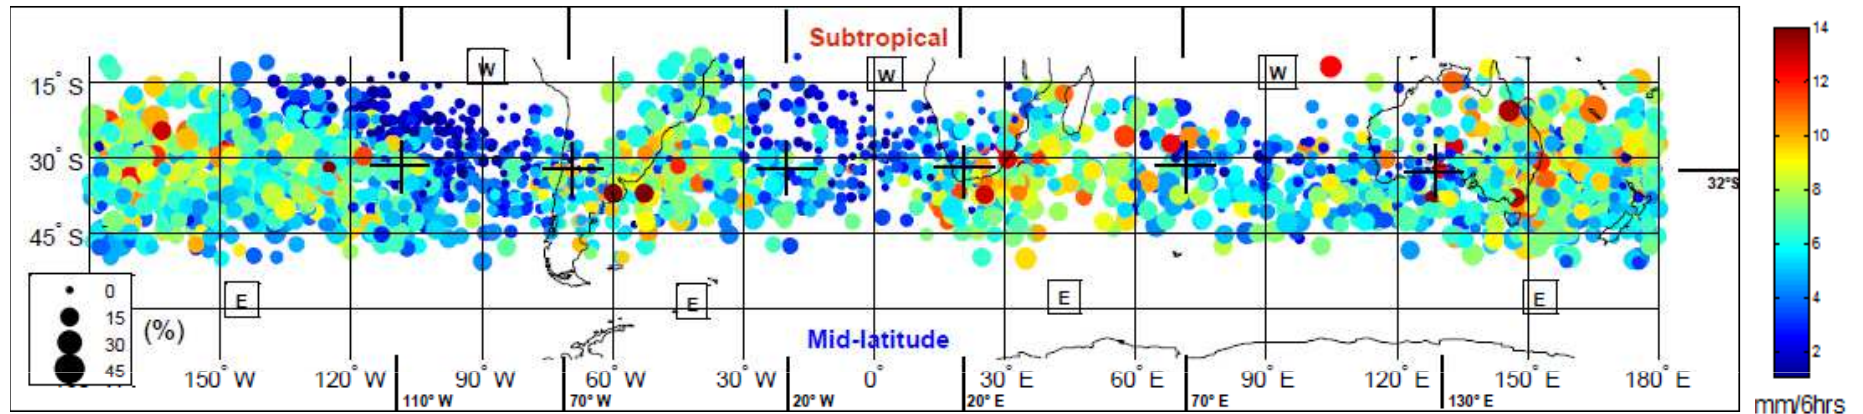 Subtropical
W
W
W
15° S
30° S
45° S
32°S
E
E
E
E
Mid-latitude
0
15
30
45
(%)
150° W
120° W
90° W
60° W
30° W
0°
30° E
60° E
90° E
120° E
150° E
180° E
110° W
70° W
20° W
20° E
70° E
130° E
14
12
10
8
6
4
2
mm/6hrs